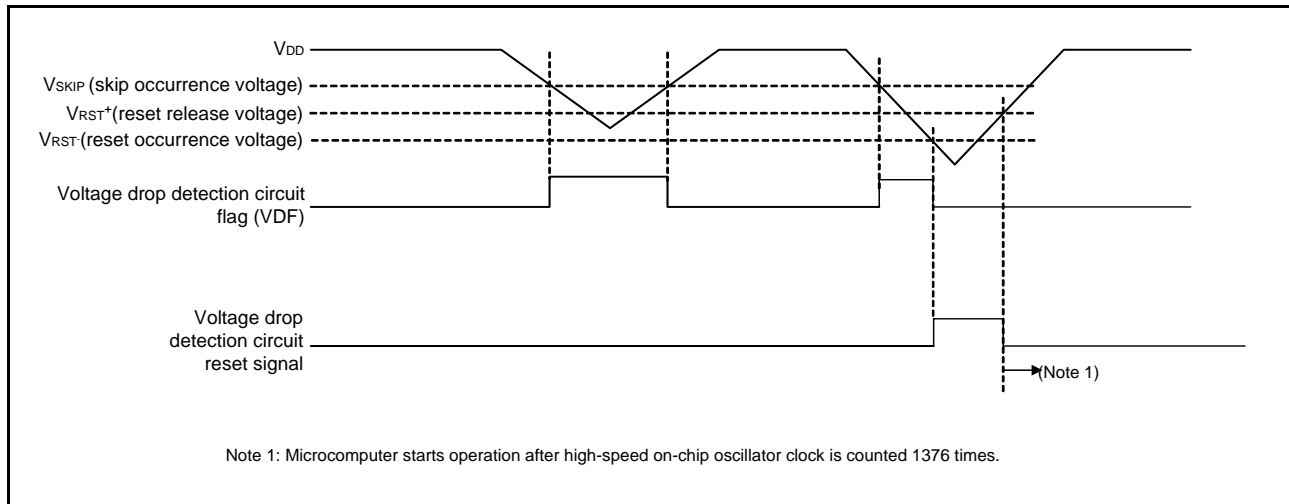 VDD
VSKIP (skip occurrence voltage)
VRST+(reset release voltage)
VRST-(reset occurrence voltage)
Voltage drop detection circuit
flag (VDF)
Voltage drop
detection circuit
reset signal
(Note 1)
Note 1: Microcomputer starts operation after high-speed on-chip oscillator clock is counted 1376 times.